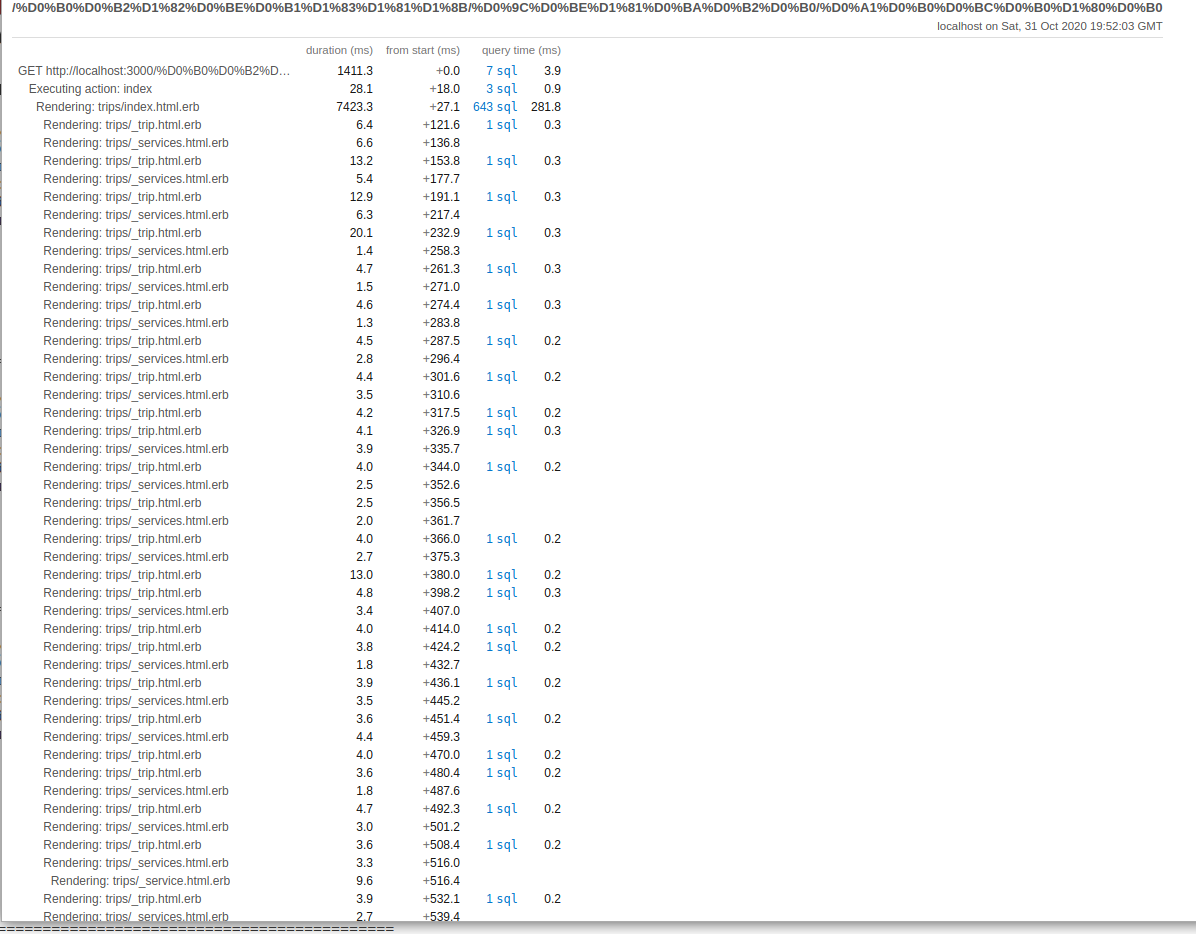 /%D0%B0%D0%B2%D1%82%D0%BE%D0%B1%D1%83%D1%81%D1%8B/%D0%9C%D0%BE%D1%81%D0%BA%D0%B2%D0%B0/%D0%A1%D0%B0%D0%BC%D0%B0%D1%80%D0%B0
localhost on Sat, 31 Oct 2020 19:52:03 GMT
duration (ms) from start (ms) query time (ms)
GET http://localhost:3000/%D0%B0%D0%B2%D... 1411.3 +0.0 7 sql 3.9
Executing action: index 28.1 +18.0 3 sql 0.9
Rendering: trips/index.html.erb 7423.3 +27.1 643 sql 281.8
Rendering: trips/_trip.html.erb 6.4 +121.6 1 sql 0.3
Rendering: trips/_services.html.erb 6.6 +136.8
Rendering: trips/_trip.html.erb 13.2 +153.8 1 sql 0.3
Rendering: trips/_services.html.erb 5.4 +177.7
Rendering: trips/_trip.html.erb 12.9 +191.1 1 sql 0.3
Rendering: trips/_services.html.erb 6.3 +217.4
Rendering: trips/_trip.html.erb 20.1 +232.9 1 sql 0.3
Rendering: trips/_services.html.erb 1.4 +258.3
Rendering: trips/_trip.html.erb 4.7 +261.3 1 sql 0.3
Rendering: trips/_services.html.erb 1.5 +271.0
Rendering: trips/_trip.html.erb 4.6 +274.4 1 sql 0.3
Rendering: trips/_services.html.erb 1.3 +283.8
Rendering: trips/_trip.html.erb 4.5 +287.5 1 sql 0.2
Rendering: trips/_services.html.erb 2.8 +296.4
Rendering: trips/_trip.html.erb 4.4 +301.6 1 sql 0.2
Rendering: trips/_services.html.erb 3.5 +310.6
Rendering: trips/_trip.html.erb 4.2 +317.5 1 sql 0.2
Rendering: trips/_trip.html.erb 4.1 +326.9 1 sql 0.3
Rendering: trips/_services.html.erb 3.9 +335.7
Rendering: trips/_trip.html.erb 4.0 +344.0 1 sql 0.2
Rendering: trips/_services.html.erb 2.5 +352.6
Rendering: trips/_trip.html.erb 2.5 +356.5
Rendering: trips/_services.html.erb 2.0 +361.7
Rendering: trips/_trip.html.erb 4.0 +366.0 1 sql 0.2
Rendering: trips/_services.html.erb 2.7 +375.3
Rendering: trips/_trip.html.erb 13.0 +380.0 1 sql 0.2
Rendering: trips/_trip.html.erb 4.8 +398.2 1 sql 0.3
Rendering: trips/_services.html.erb 3.4 +407.0
Rendering: trips/_trip.html.erb 4.0 +414.0 1 sql 0.2
Rendering: trips/_trip.html.erb 3.8 +424.2 1 sql 0.2
Rendering: trips/_services.html.erb 1.8 +432.7
Rendering: trips/_trip.html.erb 3.9 +436.1 1 sql 0.2
Rendering: trips/_services.html.erb 3.5 +445.2
Rendering: trips/_trip.html.erb 3.6 +451.4 1 sql 0.2
Rendering: trips/_services.html.erb 4.4 +459.3
Rendering: trips/_trip.html.erb 4.0 +470.0 1 sql 0.2
Rendering: trips/_trip.html.erb 3.6 +480.4 1 sql 0.2
Rendering: trips/_services.html.erb 1.8 +487.6
Rendering: trips/_trip.html.erb 4.7 +492.3 1 sql 0.2
Rendering: trips/_services.html.erb 3.0 +501.2
Rendering: trips/_trip.html.erb 3.6 +508.4 1 sql 0.2
Rendering: trips/_services.html.erb 3.3 +516.0
Rendering: trips/_service.html.erb 9.6 +516.4
Rendering: trips/_trip.html.erb 3.9 +532.1 1 sql 0.2
Rendering: trips/_services.html.erb 2.7 +539.4